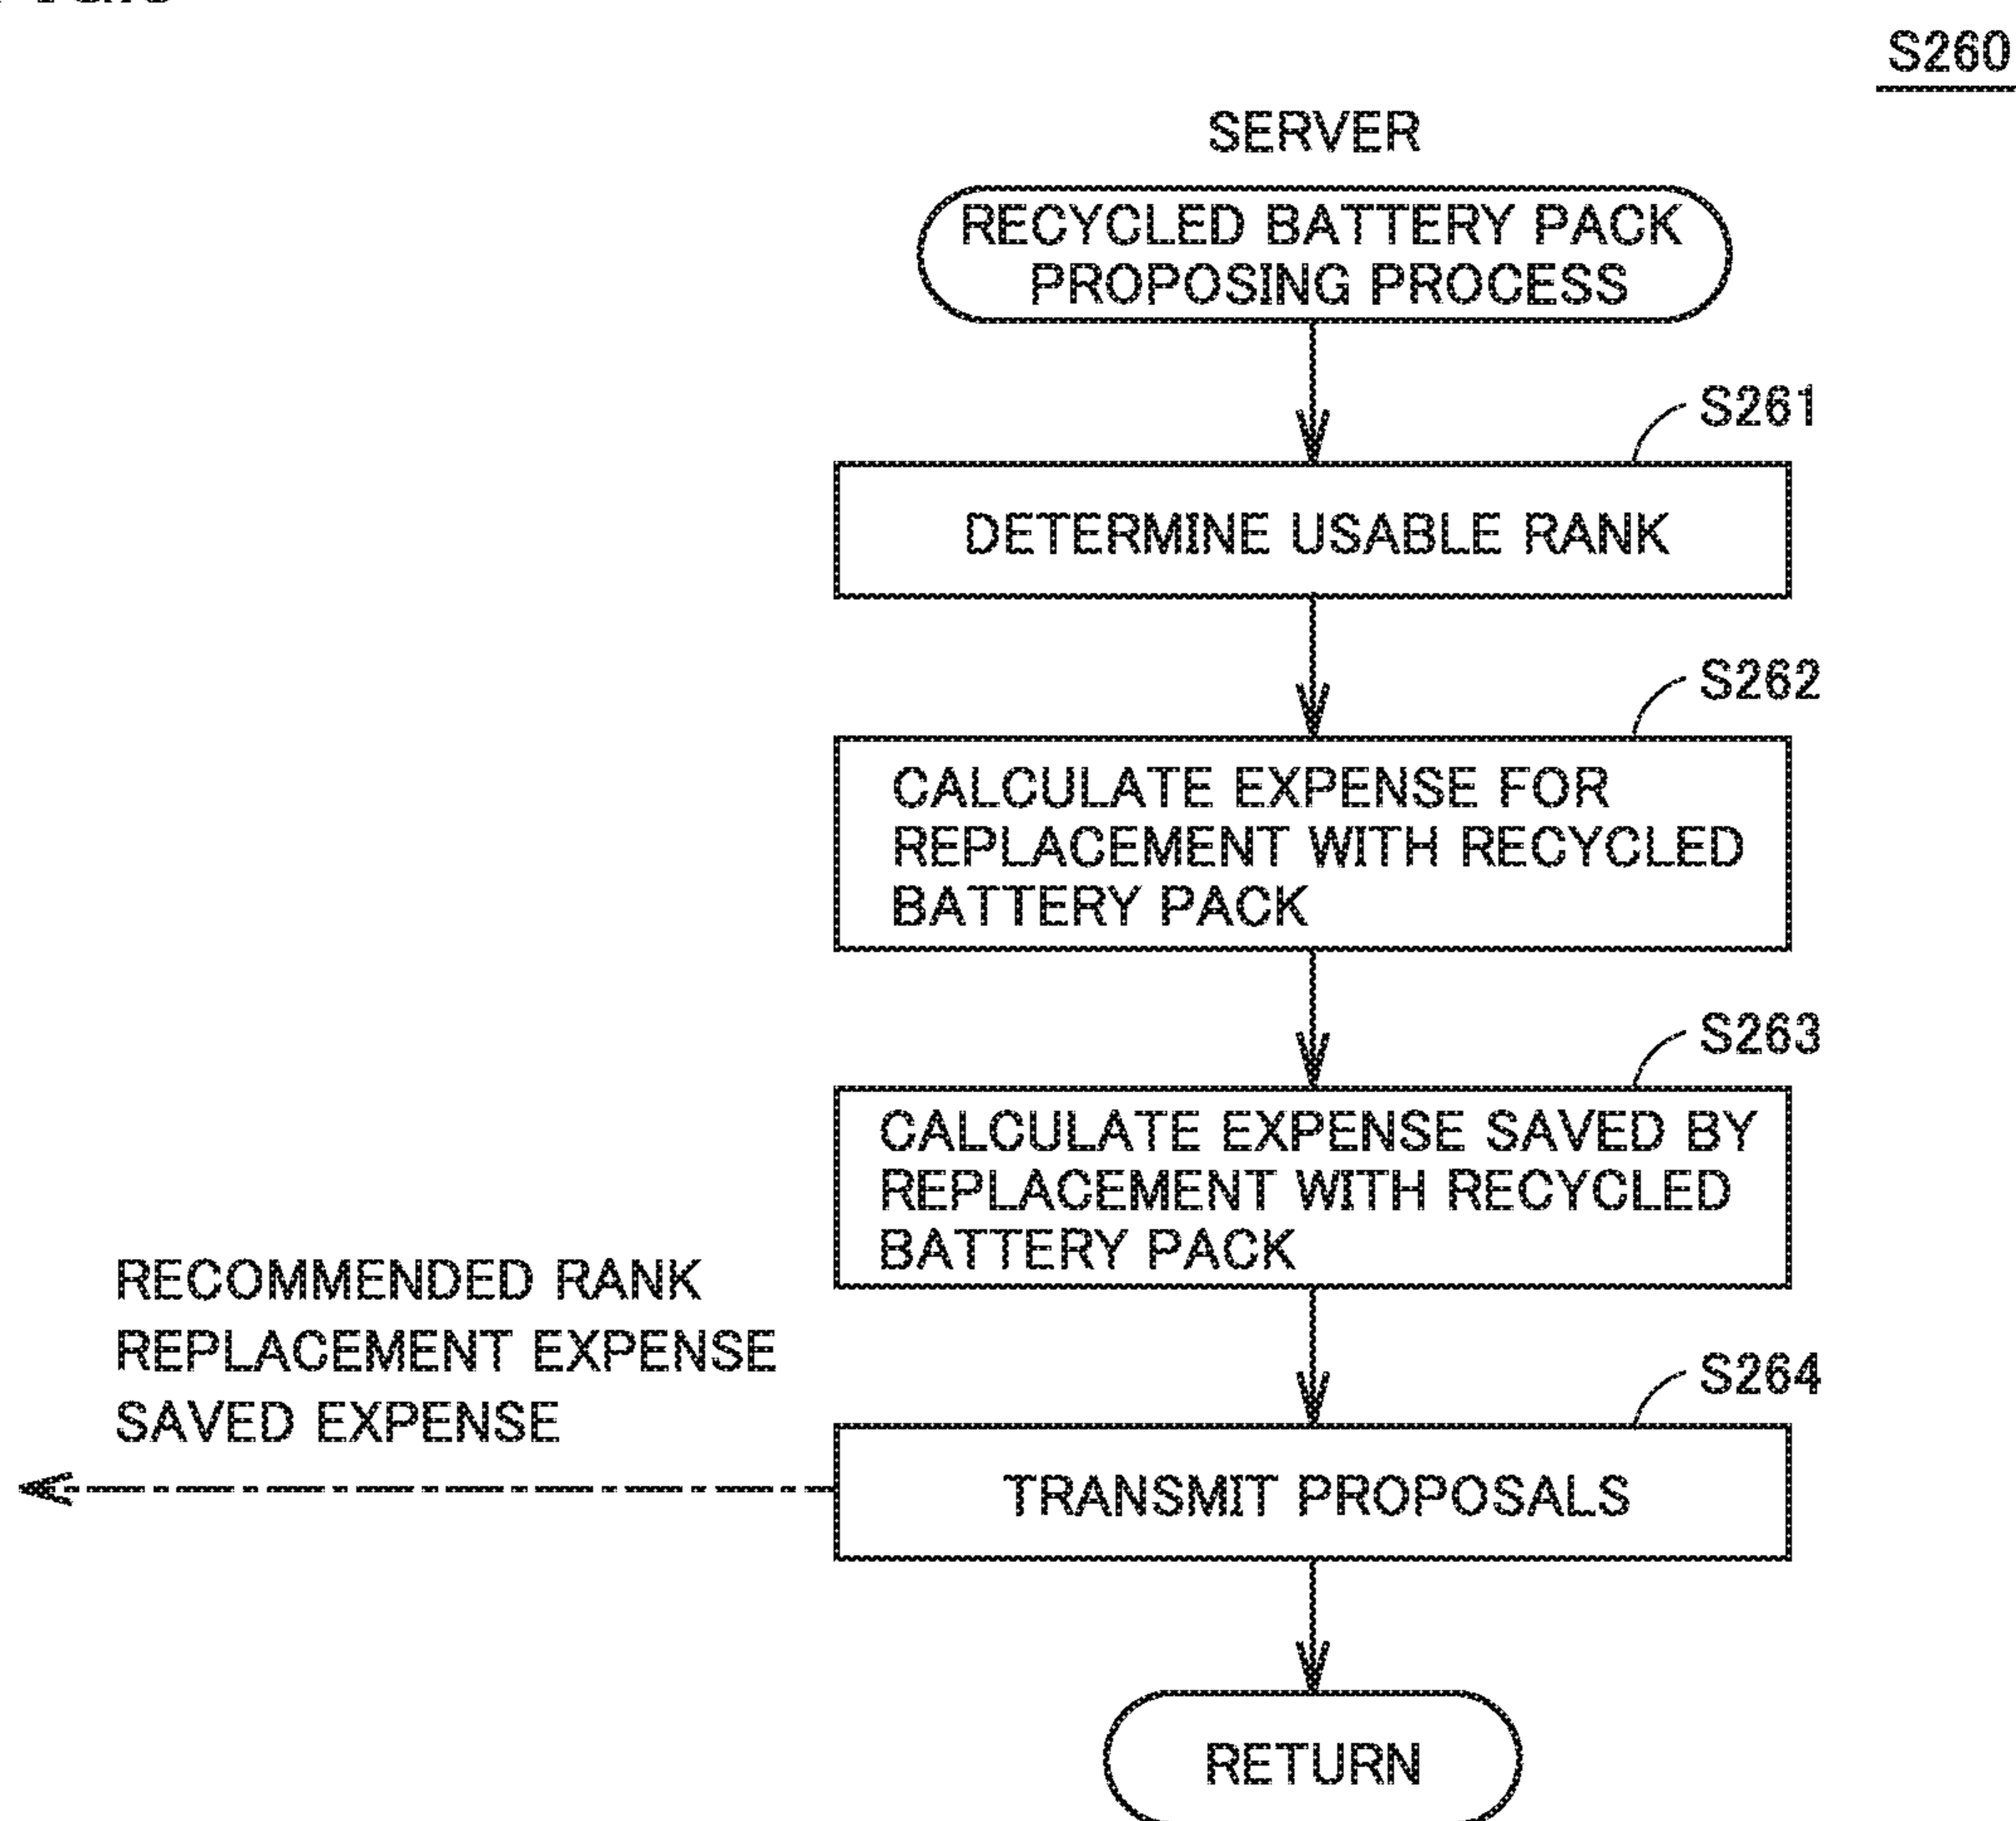 S260
SERVER
RECYCLED BATTERY PACK
PROPOSING PROCESS
S261
DETERMINE USABLE RANK
S262
CALCULATE EXPENSE FOR
REPLACEMENT WITH RECYCLED
BATTERY PACK
S263
CALCULATE EXPENSE SAVED BY
REPLACEMENT WITH RECYCLED
BATTERY PACK
RECOMMENDED RANK
REPLACEMENT EXPENSE
SAVED EXPENSE
S264
TRANSMIT PROPOSALS
RETURN